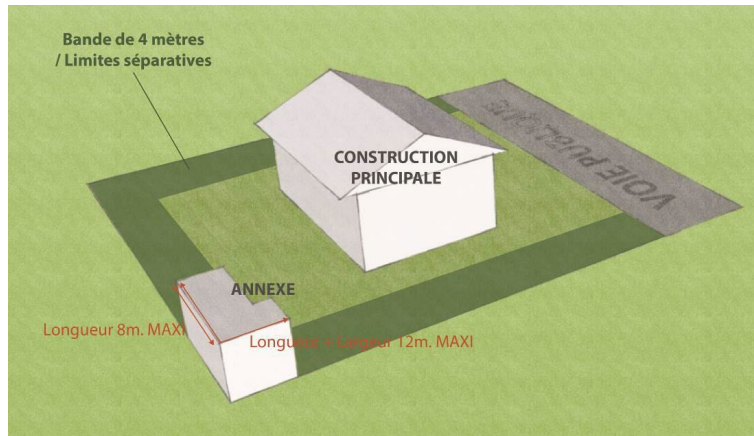 Bande de 4 mètres
/ Limites séparatives
CONSTRUCTION
PRINCIPALE
VOIE PUBLIQUE
ANNEXE
Longueur 8m. MAXI
Longueur + Largeur 12m. MAXI